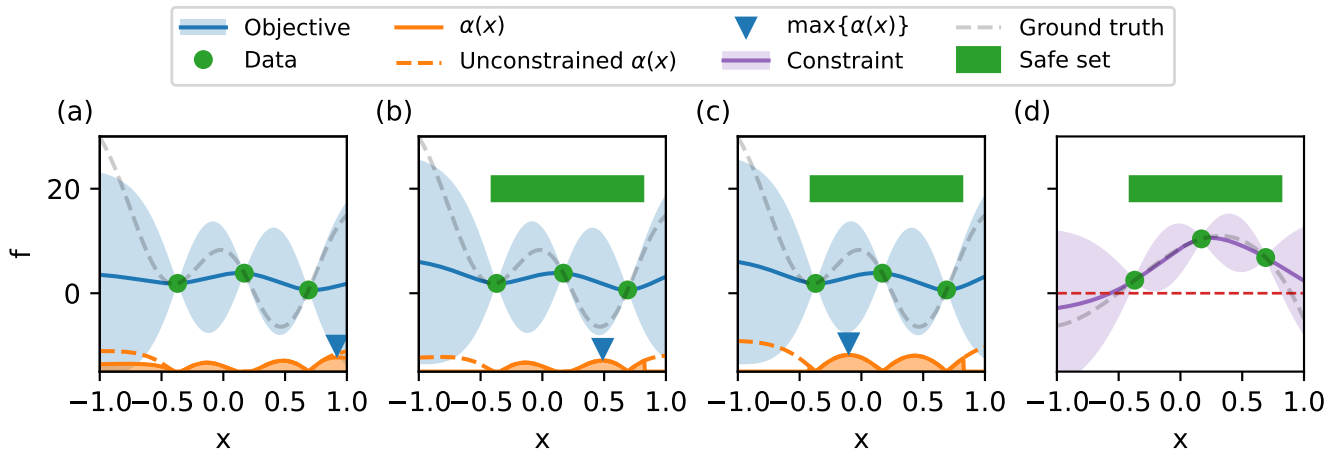 Objective
α(x)
max{α(x)}
Ground truth
Data
Unconstrained α(x)
Constraint
Safe set
(a)
(b)
(c)
(d)
f
20
0
−1.0 −0.5 0.0 0.5 1.0
−1.0 −0.5 0.0 0.5 1.0
−1.0 −0.5 0.0 0.5 1.0
−1.0 −0.5 0.0 0.5 1.0
x
x
x
x